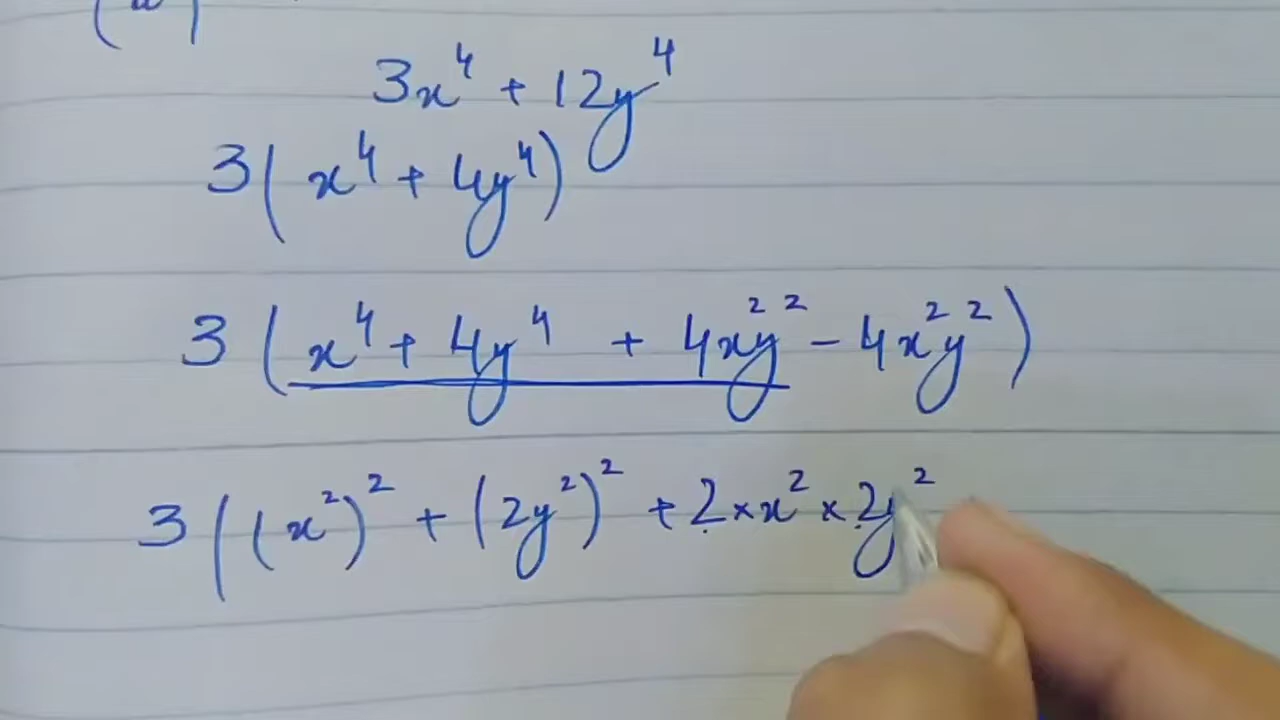 3x⁴ + 12y⁴
3(x⁴ + 4y⁴)
3(x⁴ + 4y⁴ + 4x²y² - 4x²y²)
3((x²)² + (2y²)² + 2×x²×2y²